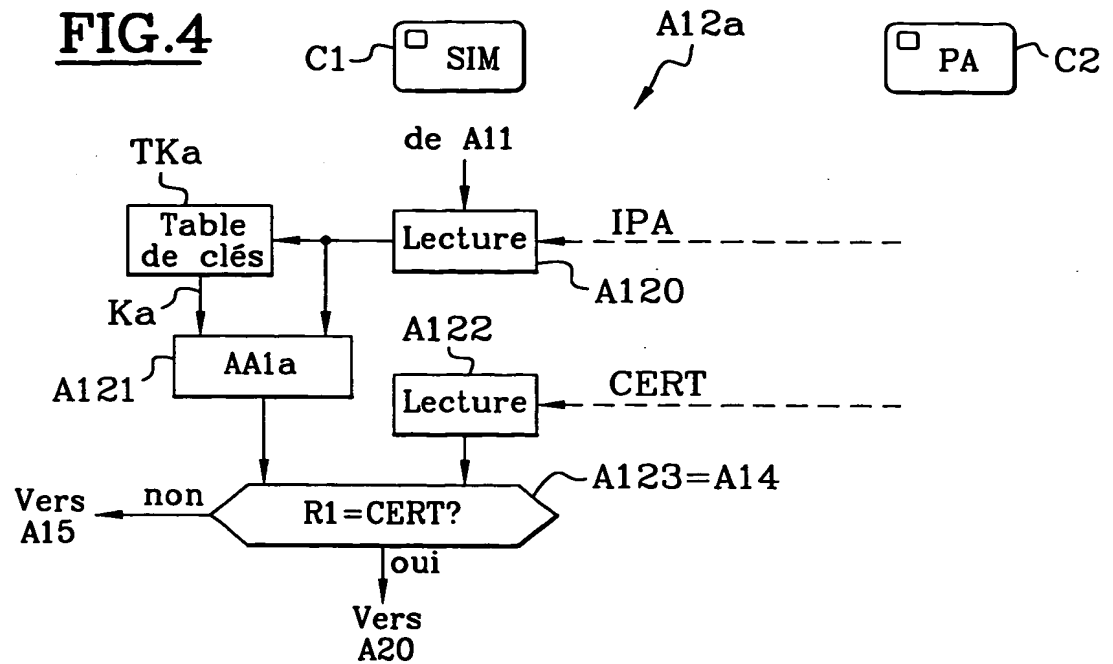 FIG.4
C1
SIM
A12a
PA
C2
de A11
TKa
Table
de clés
Lecture
IPA
A120
Ka
A122
A121
AA1a
Lecture
CERT
A123=A14
Vers
A15
non
R1=CERT?
oui
Vers
A20